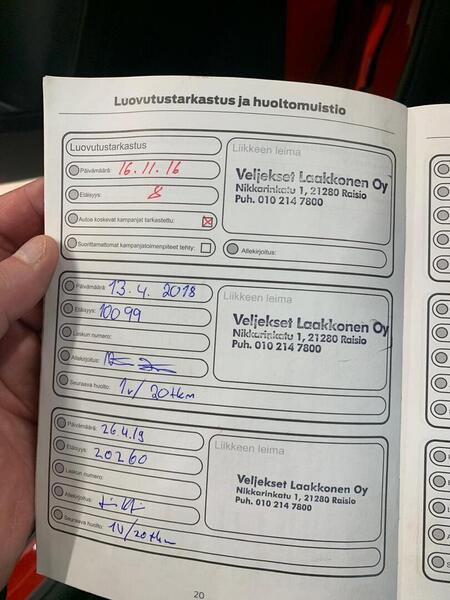 Luovutustarkastus ja huoltomuistio
Luovutustarkastus
Päivämäärä: 16.11.16
Etäisyys: 8
Autoa koskevat kampanjat tarkastettu:
Suorittamattomat kampanjatoimenpiteet tehty:
Liikkeen leima
Veljekset Laakkonen Oy
Nikkarinkatu 1, 21280 Raisio
Puh. 010 214 7800
Allekirjoitus:
Päivämäärä: 13.4.2018
Etäisyys: 10099
Laskun numero:
Allekirjoitus:
Seuraava huolto: 1v/20tkm
Liikkeen leima
Veljekset Laakkonen Oy
Nikkarinkatu 1, 21280 Raisio
Puh. 010 214 7800
Päivämäärä: 26.4.19
Etäisyys: 20260
Laskun numero:
Allekirjoitus:
Seuraava huolto: 1V/20tkm
Liikkeen leima
Veljekset Laakkonen Oy
Nikkarinkatu 1, 21280 Raisio
Puh. 010 214 7800
20